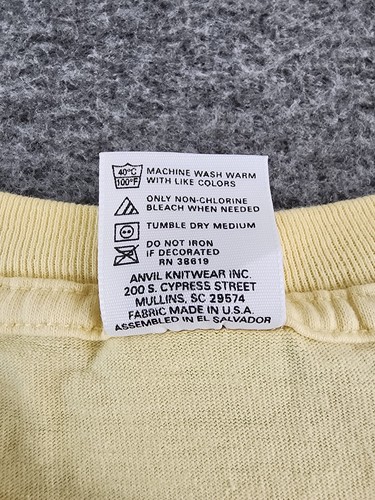 40°C
100°F
MACHINE WASH WARM
WITH LIKE COLORS
ONLY NON-CHLORINE
BLEACH WHEN NEEDED
TUMBLE DRY MEDIUM
DO NOT IRON
IF DECORATED
RN 38619
ANVIL KNITWEAR INC.
200 S. CYPRESS STREET
MULLINS, SC 29574
FABRIC MADE IN U.S.A.
ASSEMBLED IN EL SALVADOR